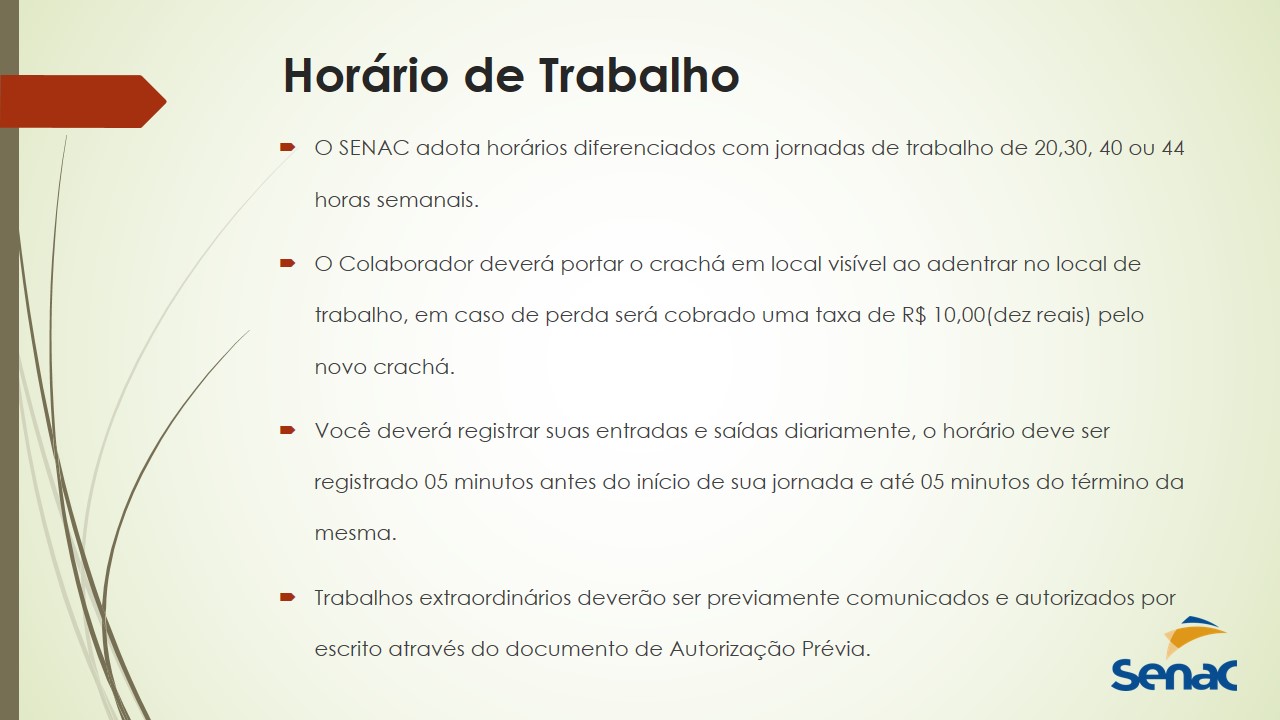 Horário de Trabalho
O SENAC adota horários diferenciados com jornadas de trabalho de 20,30, 40 ou 44
horas semanais.
O Colaborador deverá portar o crachá em local visível ao adentrar no local de
trabalho, em caso de perda será cobrado uma taxa de R$ 10,00(dez reais) pelo
novo crachá.
Você deverá registrar suas entradas e saídas diariamente, o horário deve ser
registrado 05 minutos antes do início de sua jornada e até 05 minutos do término da
mesma.
Trabalhos extraordinários deverão ser previamente comunicados e autorizados por
escrito através do documento de Autorização Prévia.
Senac